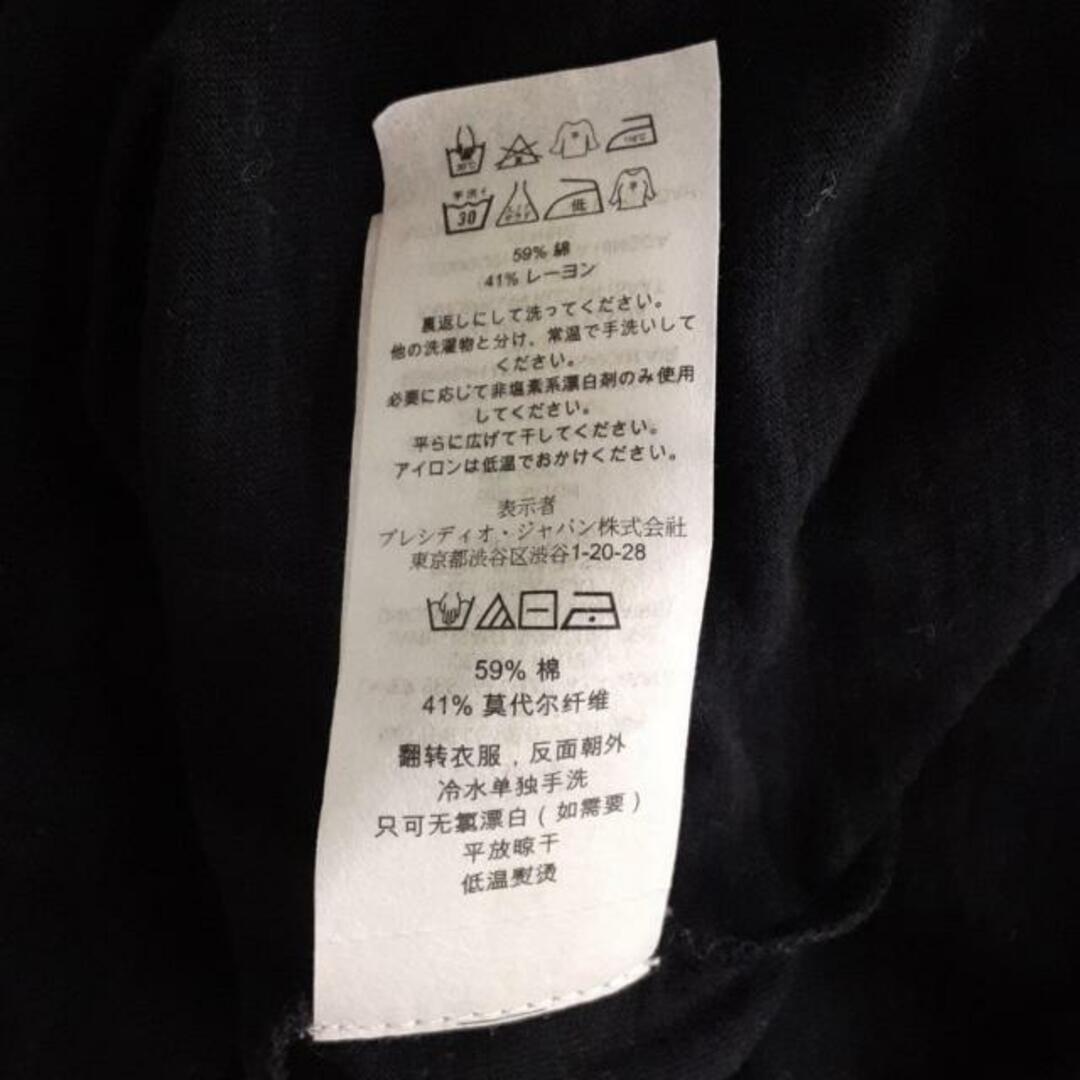 手洗イ
30
低
59% 綿
41% レーヨン
裏返しにして洗ってください。
他の洗濯物と分け、常温で手洗いして
ください。
必要に応じて非塩素系漂白剤のみ使用
してください。
平らに広げて干してください。
アイロンは低温でおかけください。
表示者
プレシディオ・ジャパン株式会社
東京都渋谷区渋谷1-20-28
59% 棉
41% 莫代尔纤维
翻转衣服，反面朝外
冷水单独手洗
只可无氯漂白（如需要）
平放晾干
低温熨烫